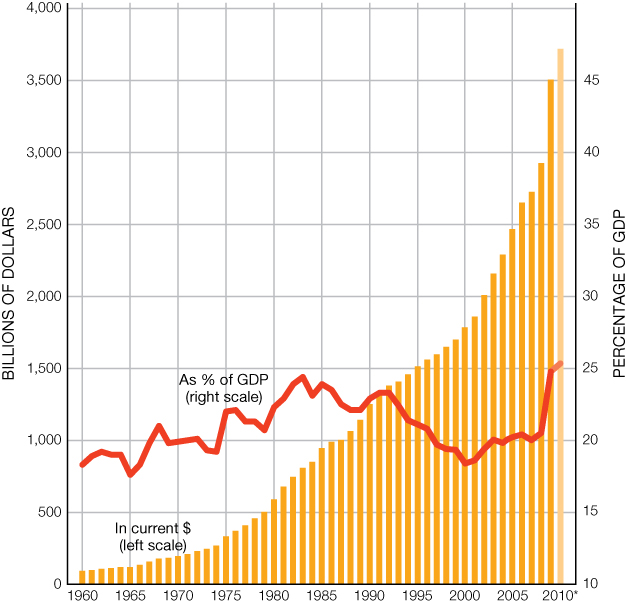 4,000
3,500
3,000
2,500
2,000
1,500
1,000
500
0
BILLIONS OF DOLLARS
As % of GDP
(right scale)
In current $
(left scale)
45
40
35
30
25
20
15
10
PERCENTAGE OF GDP
1960 1965 1970 1975 1980 1985 1990 1995 2000 2005 2010*